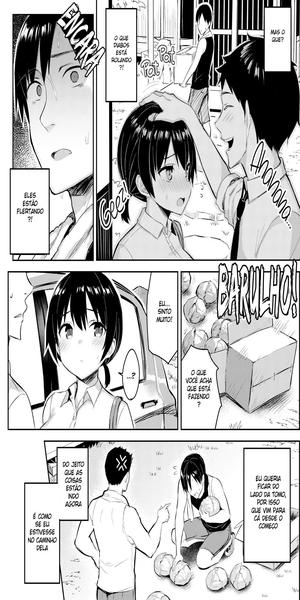 MAS O
QUE?
O QUE
DIABOS
ESTÁ
ROLANDO
?!
ENCARA
PAT
PAT
ELES
ESTÃO
FLERTANDO
?!
BARULHO!
EU...
SINTO
MUITO!
...?
O QUE
VOCÊ ACHA
QUE ESTÁ
FAZENDO
?
EU QUERIA
FICAR DO
LADO DA TOMO,
POR ISSO
QUE VIM
PARA CÁ
DESDE O
COMEÇO
DO JEITO
QUE AS
COISAS
ESTÃO
INDO
AGORA
É COMO
SE EU
ESTIVESSE
NO CAMINHO
DELA